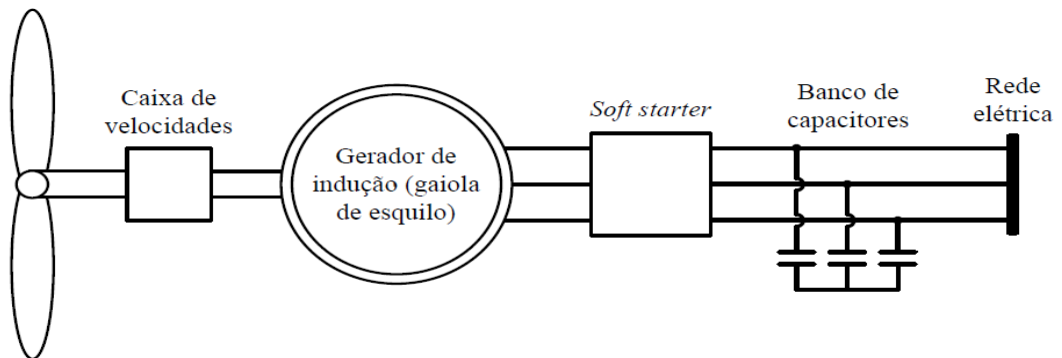 Caixa de
velocidades
Gerador de
indução (gaiola
de esquilo)
Soft starter
Banco de
capacitores
Rede
elétrica